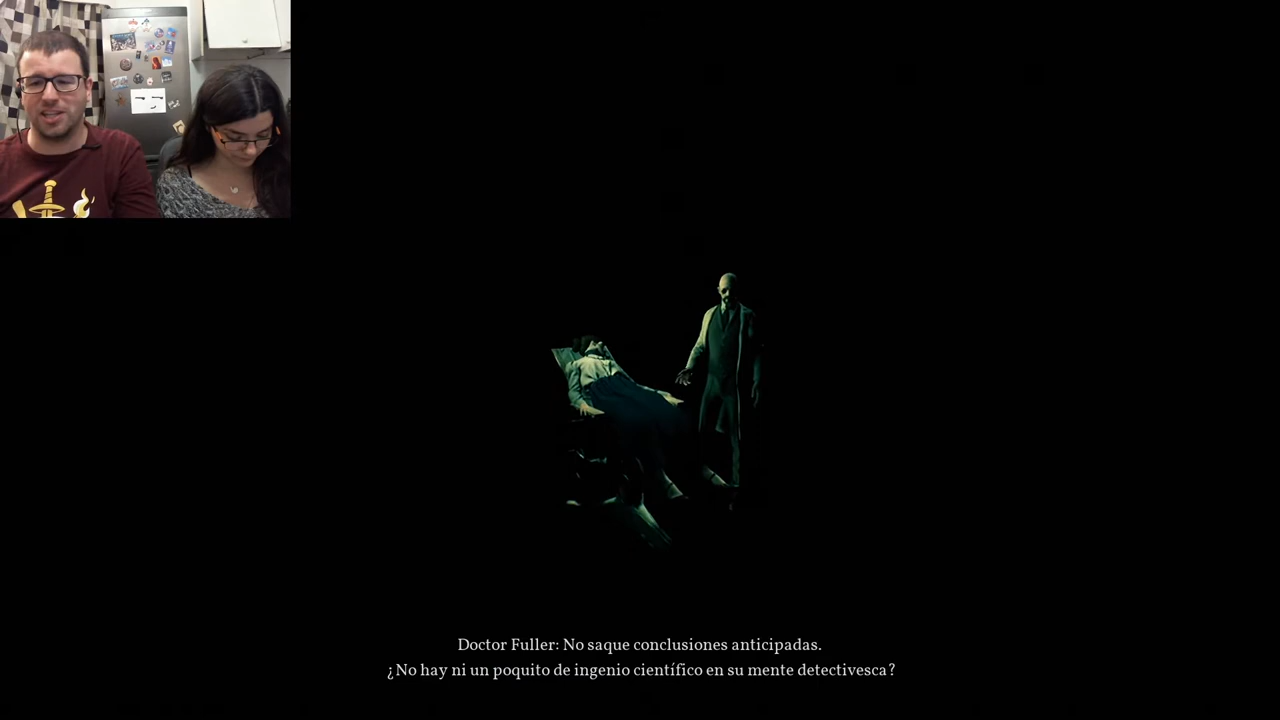 Doctor Fuller: No saque conclusiones anticipadas.
¿No hay ni un poquito de ingenio científico en su mente detectivesca?